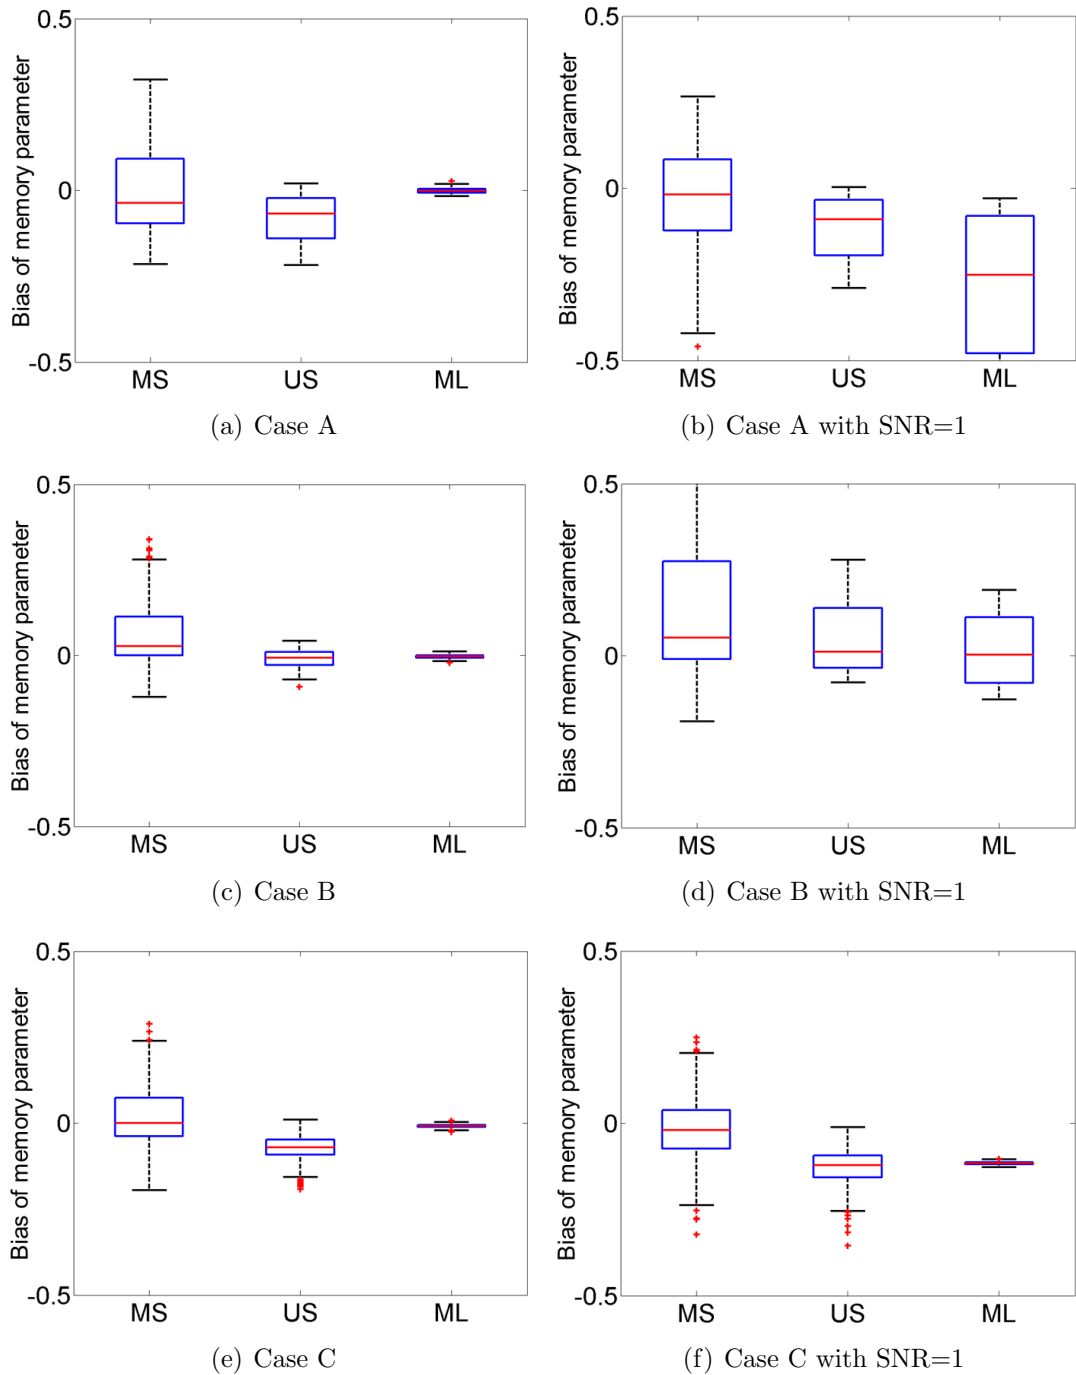 0.5
Bias of memory parameter
0
-0.5
MS US ML
(a) Case A
0.5
Bias of memory parameter
0
-0.5
MS US ML
(b) Case A with SNR=1
0.5
Bias of memory parameter
0
-0.5
MS US ML
(c) Case B
0.5
Bias of memory parameter
0
-0.5
MS US ML
(d) Case B with SNR=1
0.5
Bias of memory parameter
0
-0.5
MS US ML
(e) Case C
0.5
Bias of memory parameter
0
-0.5
MS US ML
(f) Case C with SNR=1